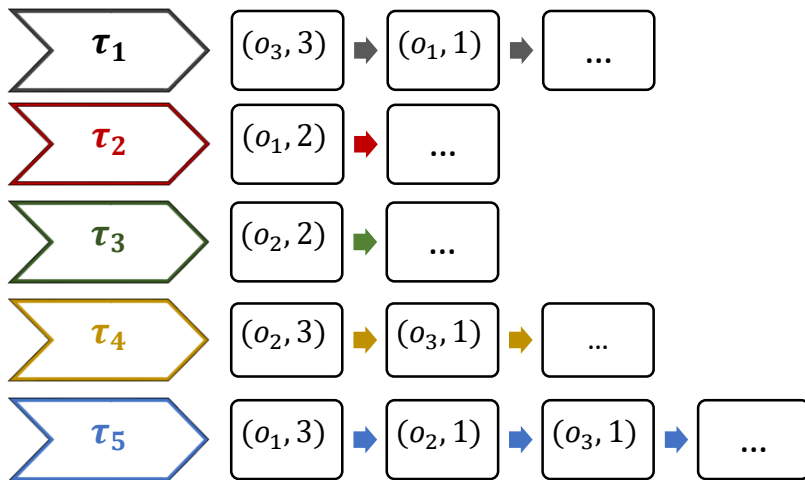 τ₁ (o₃, 3) (o₁, 1) ...
τ₂ (o₁, 2) ...
τ₃ (o₂, 2) ...
τ₄ (o₂, 3) (o₃, 1) ...
τ₅ (o₁, 3) (o₂, 1) (o₃, 1) ...